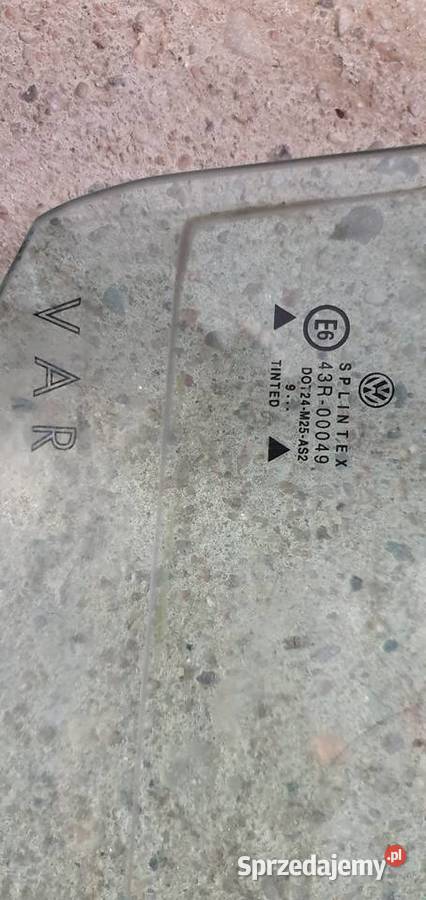 SPLINTEX
E6 43R-00049
DOT24-M25-AS2
9...
TINTED
VAR
Sprzedajemy.pl